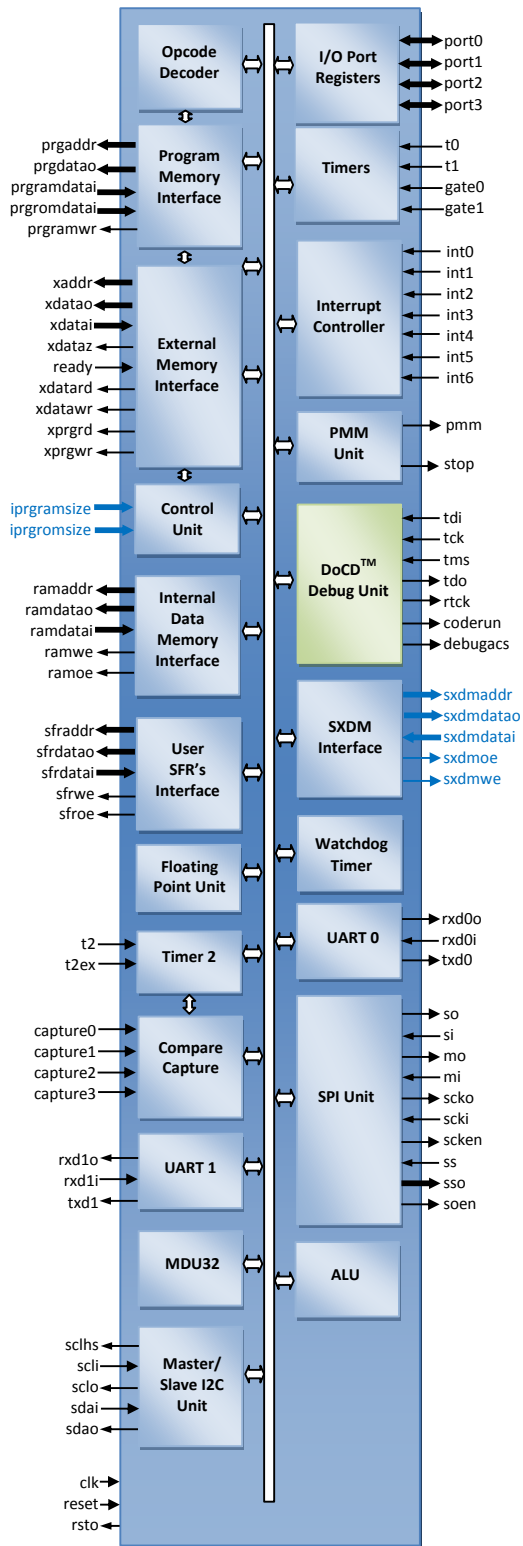 Opcode
Decoder
prgaddr
prgdatao
prgramdatai
prgromdatai
prgramwr
Program
Memory
Interface
xaddr
xdatao
xdatai
xdataz
ready
xdatard
xdatawr
xprgrd
xprgwr
External
Memory
Interface
iprgramsize
iprgromsize
Control
Unit
ramaddr
ramdatao
ramdatai
ramwe
ramoe
Internal
Data
Memory
Interface
sfraddr
sfrdatao
sfrdatai
sfrwe
sfroe
User
SFR's
Interface
Floating
Point Unit
t2
t2ex
Timer 2
capture0
capture1
capture2
capture3
Compare
Capture
rxd1o
rxd1i
txd1
UART 1
MDU32
sclhs
scli
sclo
sdai
sdao
Master/
Slave I2C
Unit
clk
reset
rsto
I/O Port
Registers
port0
port1
port2
port3
Timers
t0
t1
gate0
gate1
Interrupt
Controller
int0
int1
int2
int3
int4
int5
int6
PMM
Unit
pmm
stop
DoCD™
Debug Unit
tdi
tck
tms
tdo
rtck
coderun
debugacs
SXDM
Interface
sxdmaddr
sxdmdatao
sxdmdatai
sxdmoe
sxdmwe
Watchdog
Timer
UART 0
rxd0o
rxd0i
txd0
SPI Unit
so
si
mo
mi
scko
scki
scken
ss
sso
soen
ALU